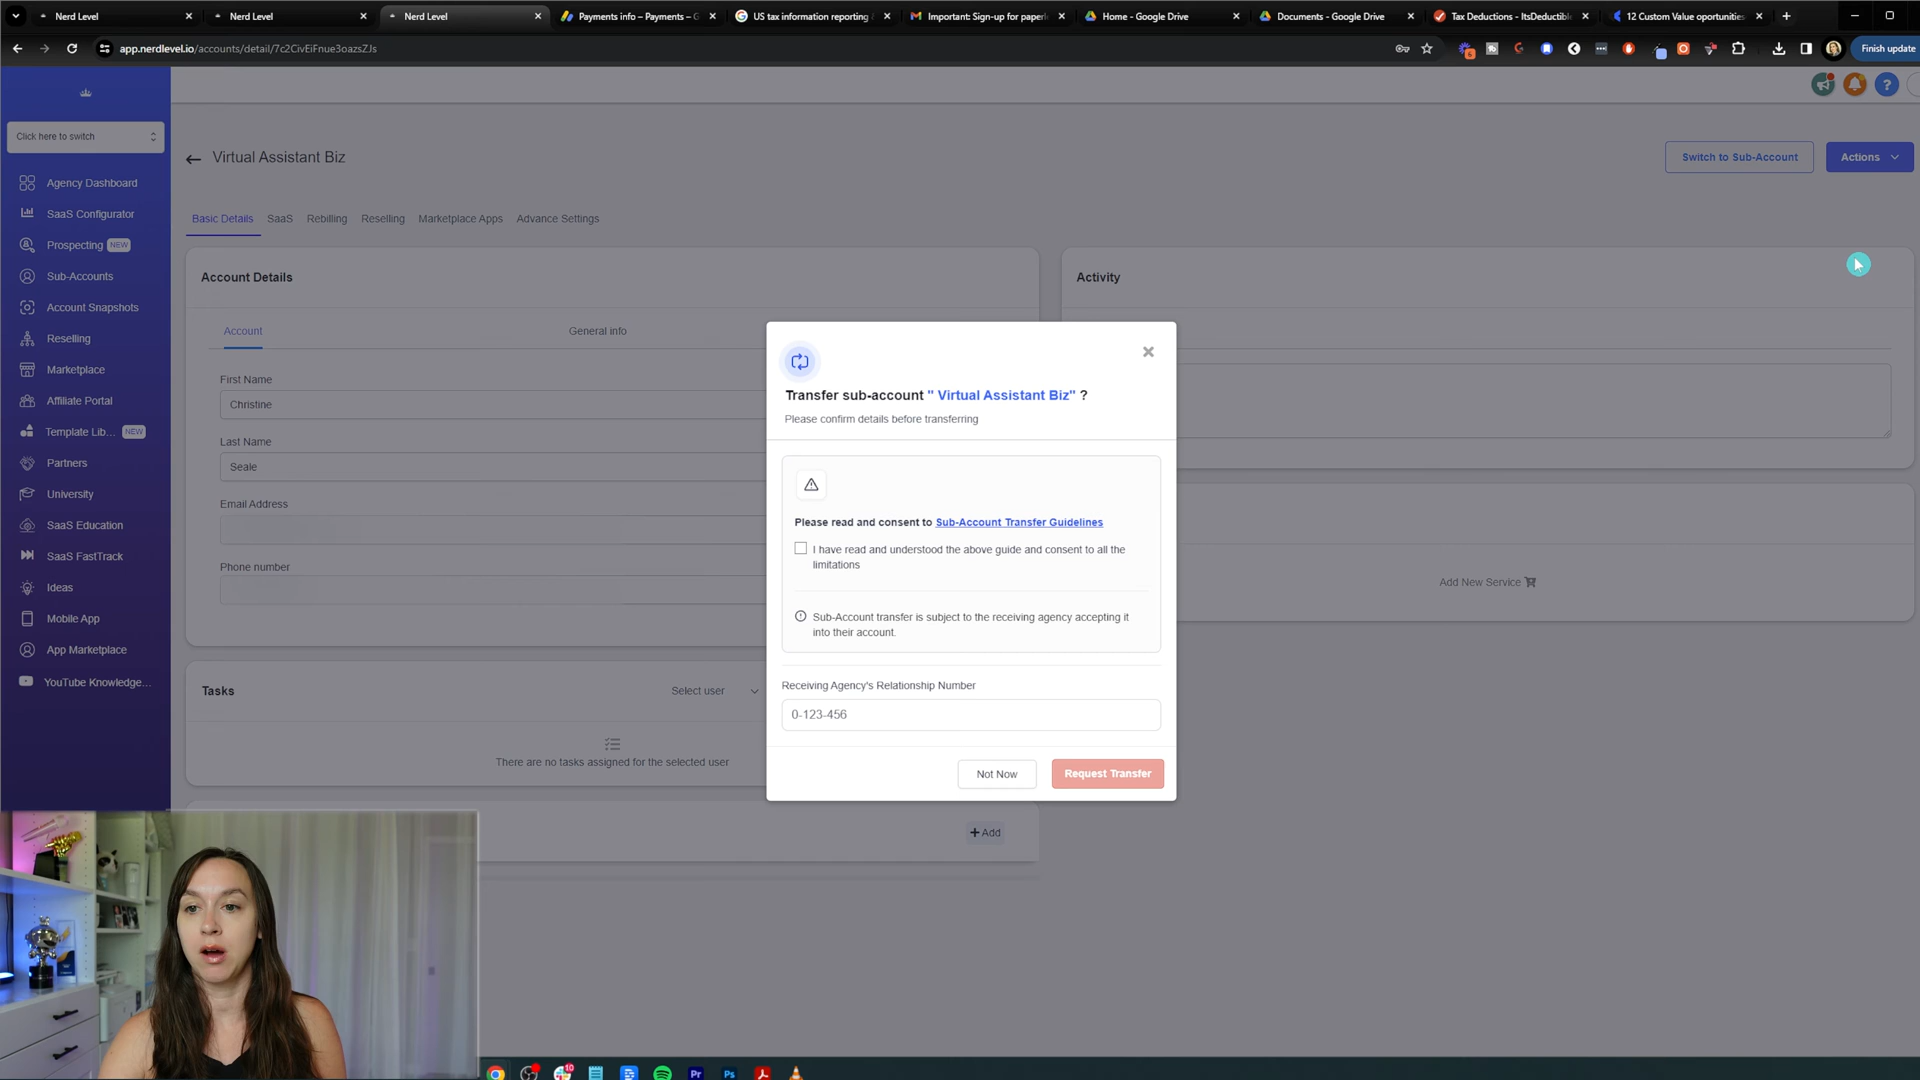 Nerd Level
Nerd Level
Nerd Level
Payments info – Payments – G
US tax information reporting
Important: Sign-up for paperl
Home - Google Drive
Documents - Google Drive
Tax Deductions - ItsDeductibl
12 Custom Value oportunities
app.nerdlevel.io/accounts/detail/7c2CivEiFnue3oazsZJs
Finish update
Click here to switch
Virtual Assistant Biz
Switch to Sub-Account
Actions
Agency Dashboard
SaaS Configurator
Prospecting NEW
Sub-Accounts
Account Snapshots
Reselling
Marketplace
Affiliate Portal
Template Lib... NEW
Partners
University
SaaS Education
SaaS FastTrack
Ideas
Mobile App
App Marketplace
YouTube Knowledge...
Basic Details SaaS Rebilling Reselling Marketplace Apps Advance Settings
Account Details
Activity
Account
General info
First Name
Christine
Last Name
Seale
Email Address
Phone number
Add New Service
Tasks
Select user
There are no tasks assigned for the selected user
+ Add
Transfer sub-account " Virtual Assistant Biz" ?
Please confirm details before transferring
Please read and consent to Sub-Account Transfer Guidelines
I have read and understood the above guide and consent to all the
limitations
Sub-Account transfer is subject to the receiving agency accepting it
into their account.
Receiving Agency's Relationship Number
0-123-456
Not Now
Request Transfer
6
10
Pr
Ps